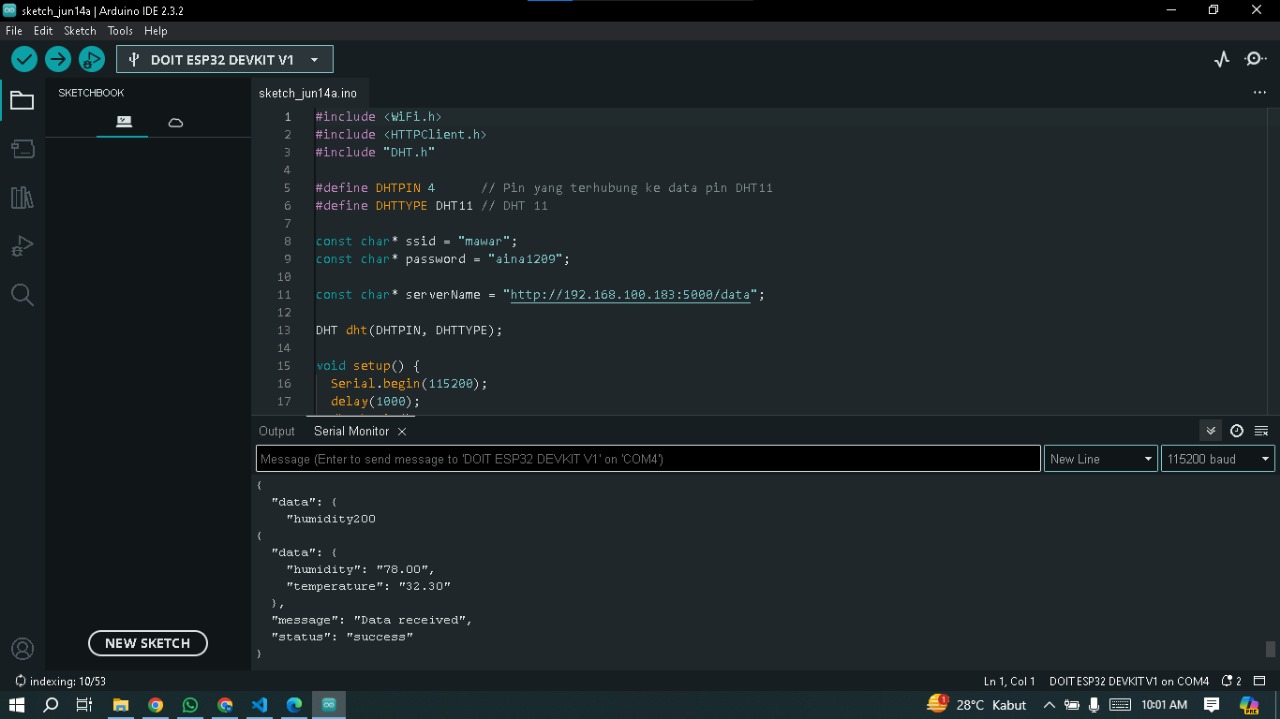 sketch_jun14a | Arduino IDE 2.3.2
File Edit Sketch Tools Help
DOIT ESP32 DEVKIT V1
SKETCHBOOK
sketch_jun14a.ino
1 #include <WiFi.h>
2 #include <HTTPClient.h>
3 #include "DHT.h"
4
5 #define DHTPIN 4 // Pin yang terhubung ke data pin DHT11
6 #define DHTTYPE DHT11 // DHT 11
7
8 const char* ssid = "mawar";
9 const char* password = "aina1209";
10
11 const char* serverName = "http://192.168.100.183:5000/data";
12
13 DHT dht(DHTPIN, DHTTYPE);
14
15 void setup() {
16 Serial.begin(115200);
17 delay(1000);
Output Serial Monitor
Message (Enter to send message to 'DOIT ESP32 DEVKIT V1' on 'COM4')
New Line
115200 baud
{
"data": {
"humidity200
{
"data": {
"humidity": "78.00",
"temperature": "32.30"
},
"message": "Data received",
"status": "success"
}
NEW SKETCH
indexing: 10/53
Ln 1, Col 1 DOIT ESP32 DEVKIT V1 on COM4 2
28°C Kabut 10:01 AM